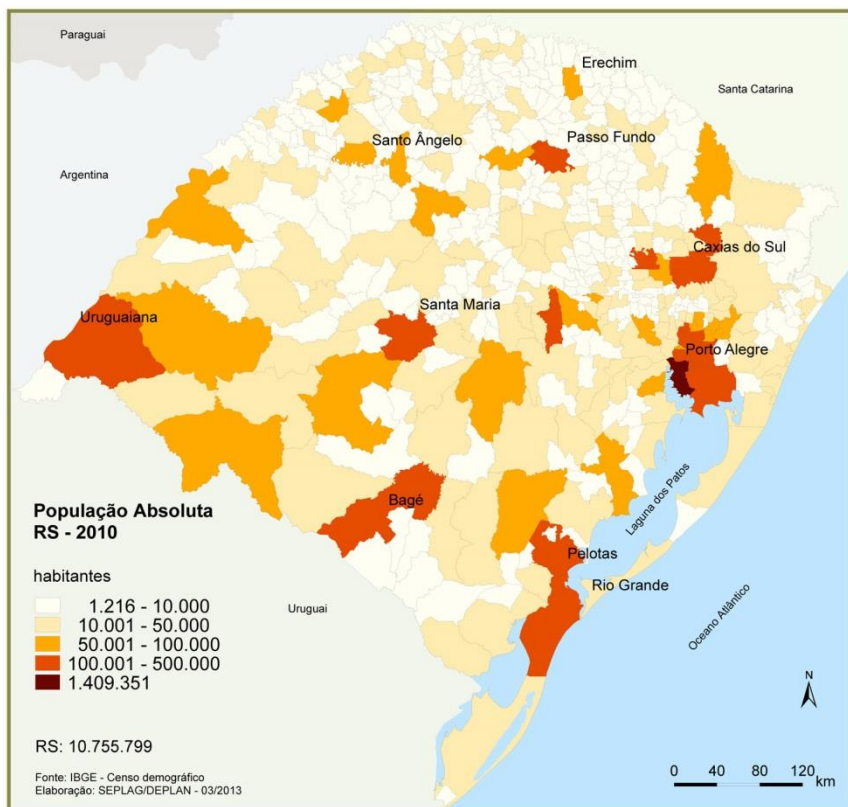 Paraguai
Erechim
Santa Catarina
Santo Ângelo
Passo Fundo
Argentina
Caxias do Sul
Santa Maria
Uruguaiana
Porto Alegre
Bagé
Laguna dos Patos
Pelotas
Rio Grande
Uruguai
Oceano Atlântico
População Absoluta
RS - 2010
habitantes
1.216 - 10.000
10.001 - 50.000
50.001 - 100.000
100.001 - 500.000
1.409.351
RS: 10.755.799
Fonte: IBGE - Censo demográfico
Elaboração: SEPLAG/DEPLAN - 03/2013
N
0 40 80 120
km